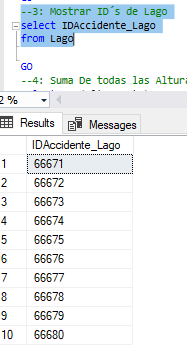 --3: Mostrar ID´s de Lago
select IDAccidente_Lago
from Lago
GO
--4: Suma De todas las Altura
2 %
Results Messages
IDAccidente_Lago
1 66671
2 66672
3 66673
4 66674
5 66675
6 66676
7 66677
8 66678
9 66679
10 66680